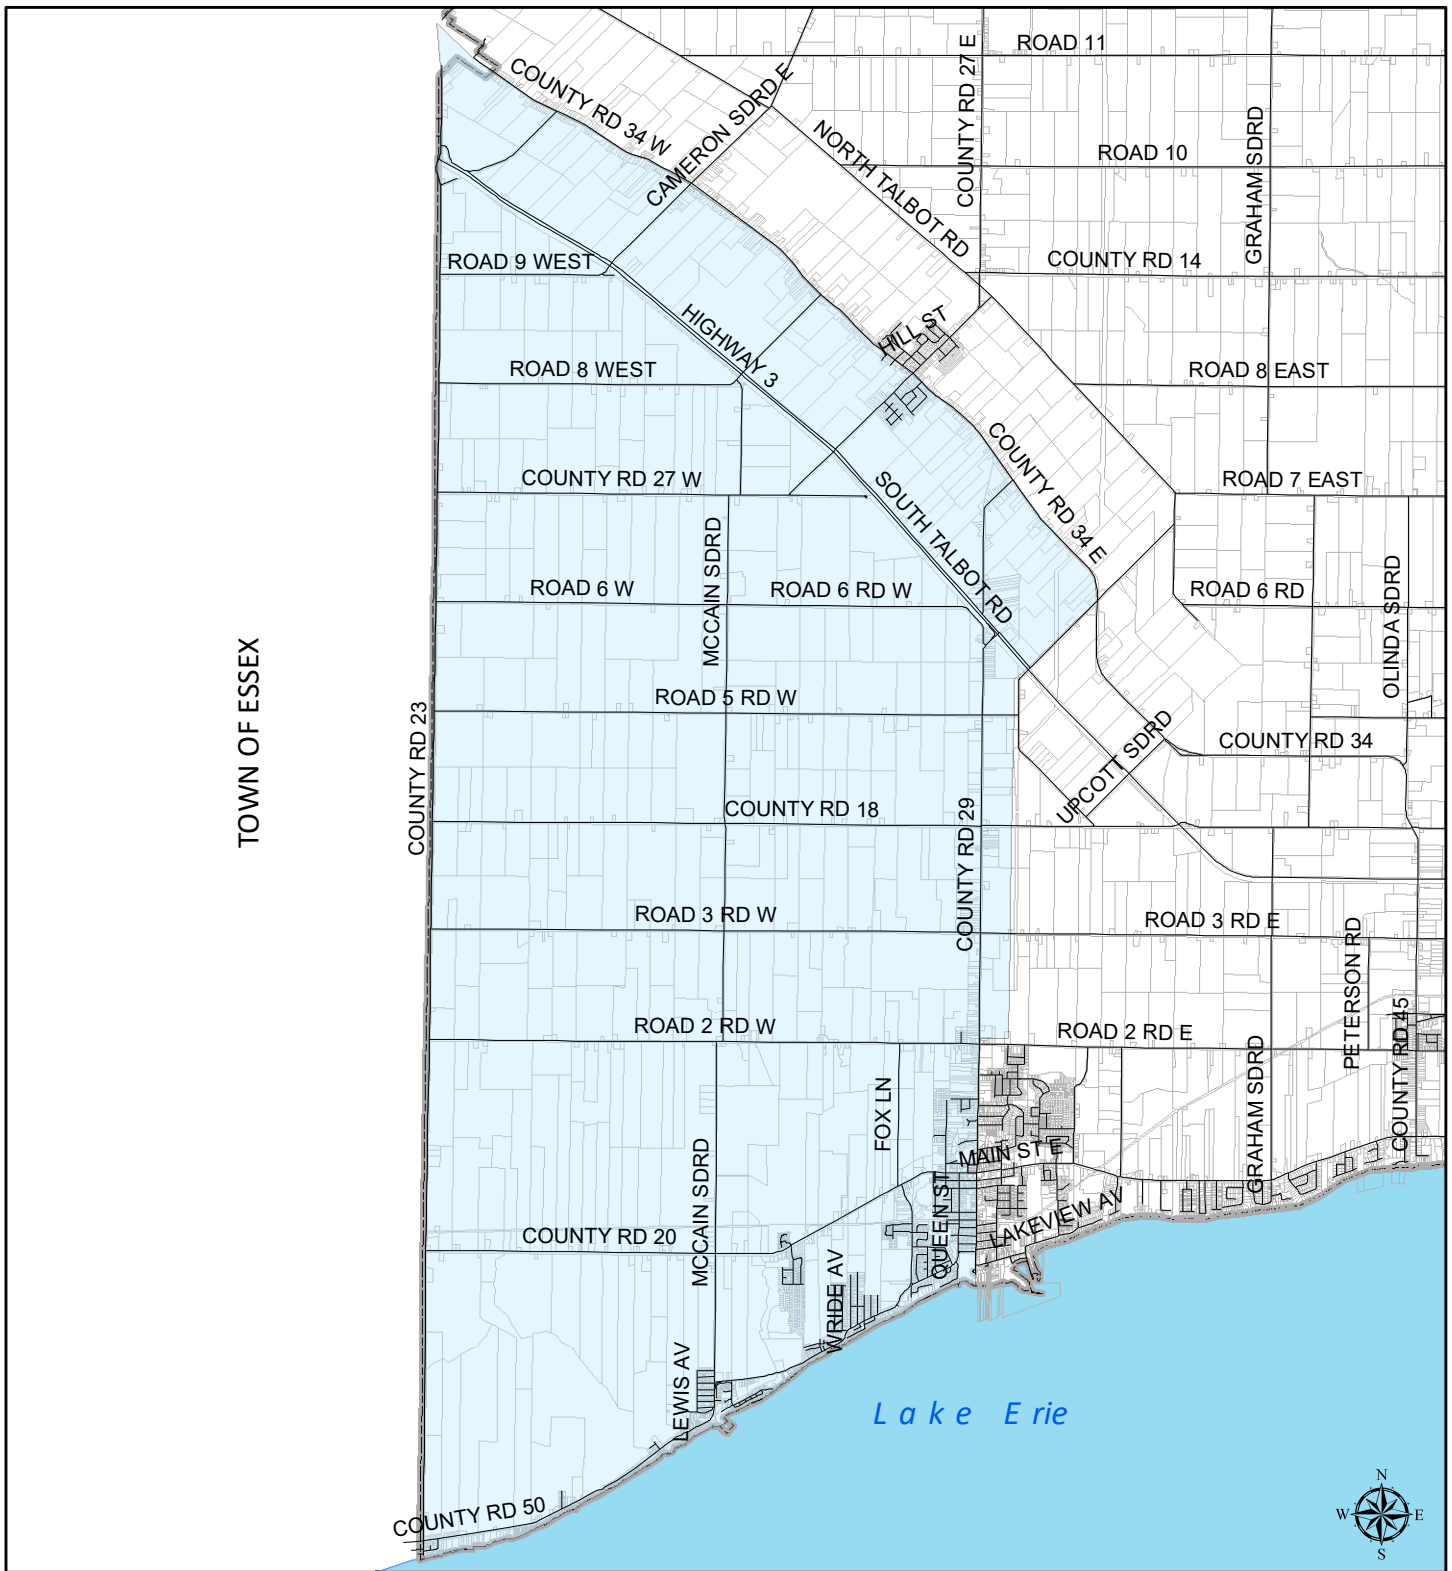 ROAD 11
COUNTY RD 27 E
COUNTY RD 34 W
CAMERON SDRD E
NORTH TALBOT RD
ROAD 10
GRAHAM SDRD
ROAD 9 WEST
COUNTY RD 14
HIGHWAY 3
HILL ST
ROAD 8 WEST
ROAD 8 EAST
COUNTY RD 34 E
COUNTY RD 27 W
SOUTH TALBOT RD
ROAD 7 EAST
MCCAIN SDRD
ROAD 6 W
ROAD 6 RD W
ROAD 6 RD
OLINDA SDRD
TOWN OF ESSEX
ROAD 5 RD W
COUNTY RD 23
UPCOTT SDRD
COUNTY RD 34
COUNTY RD 18
COUNTY RD 29
ROAD 3 RD W
ROAD 3 RD E
PETERSON RD
ROAD 2 RD W
ROAD 2 RD E
COUNTY RD 45
FOX LN
MAIN ST E
GRAHAM SDRD
MCCAIN SDRD
QUEEN ST
LAKEVIEW AV
COUNTY RD 20
WRIDE AV
LEWIS AV
Lake Erie
COUNTY RD 50
N
W
E
S